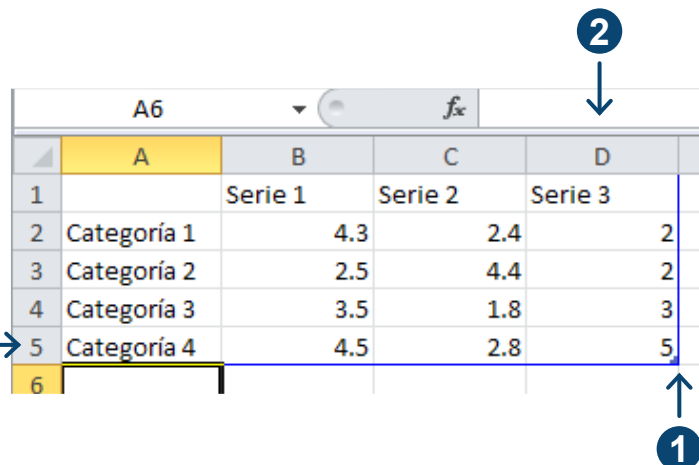 2
A6 fx
A B C D
1 Serie 1 Serie 2 Serie 3
2 Categoría 1 4.3 2.4 2
3 Categoría 2 2.5 4.4 2
4 Categoría 3 3.5 1.8 3
5 Categoría 4 4.5 2.8 5
6
1